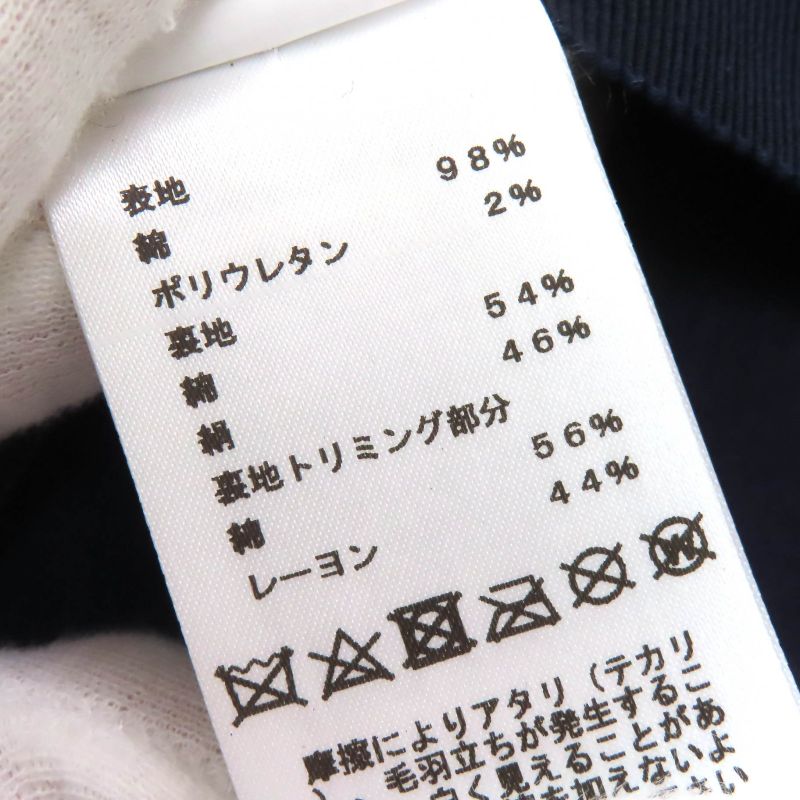 表地
綿 98%
ポリウレタン 2%
裏地
綿 54%
絹 46%
裏地トリミング部分
綿 56%
レーヨン 44%
摩擦によりアタリ（テカリ
）、毛羽立ちが発生するこ
白く見えることがあ
を加えないよ
さい